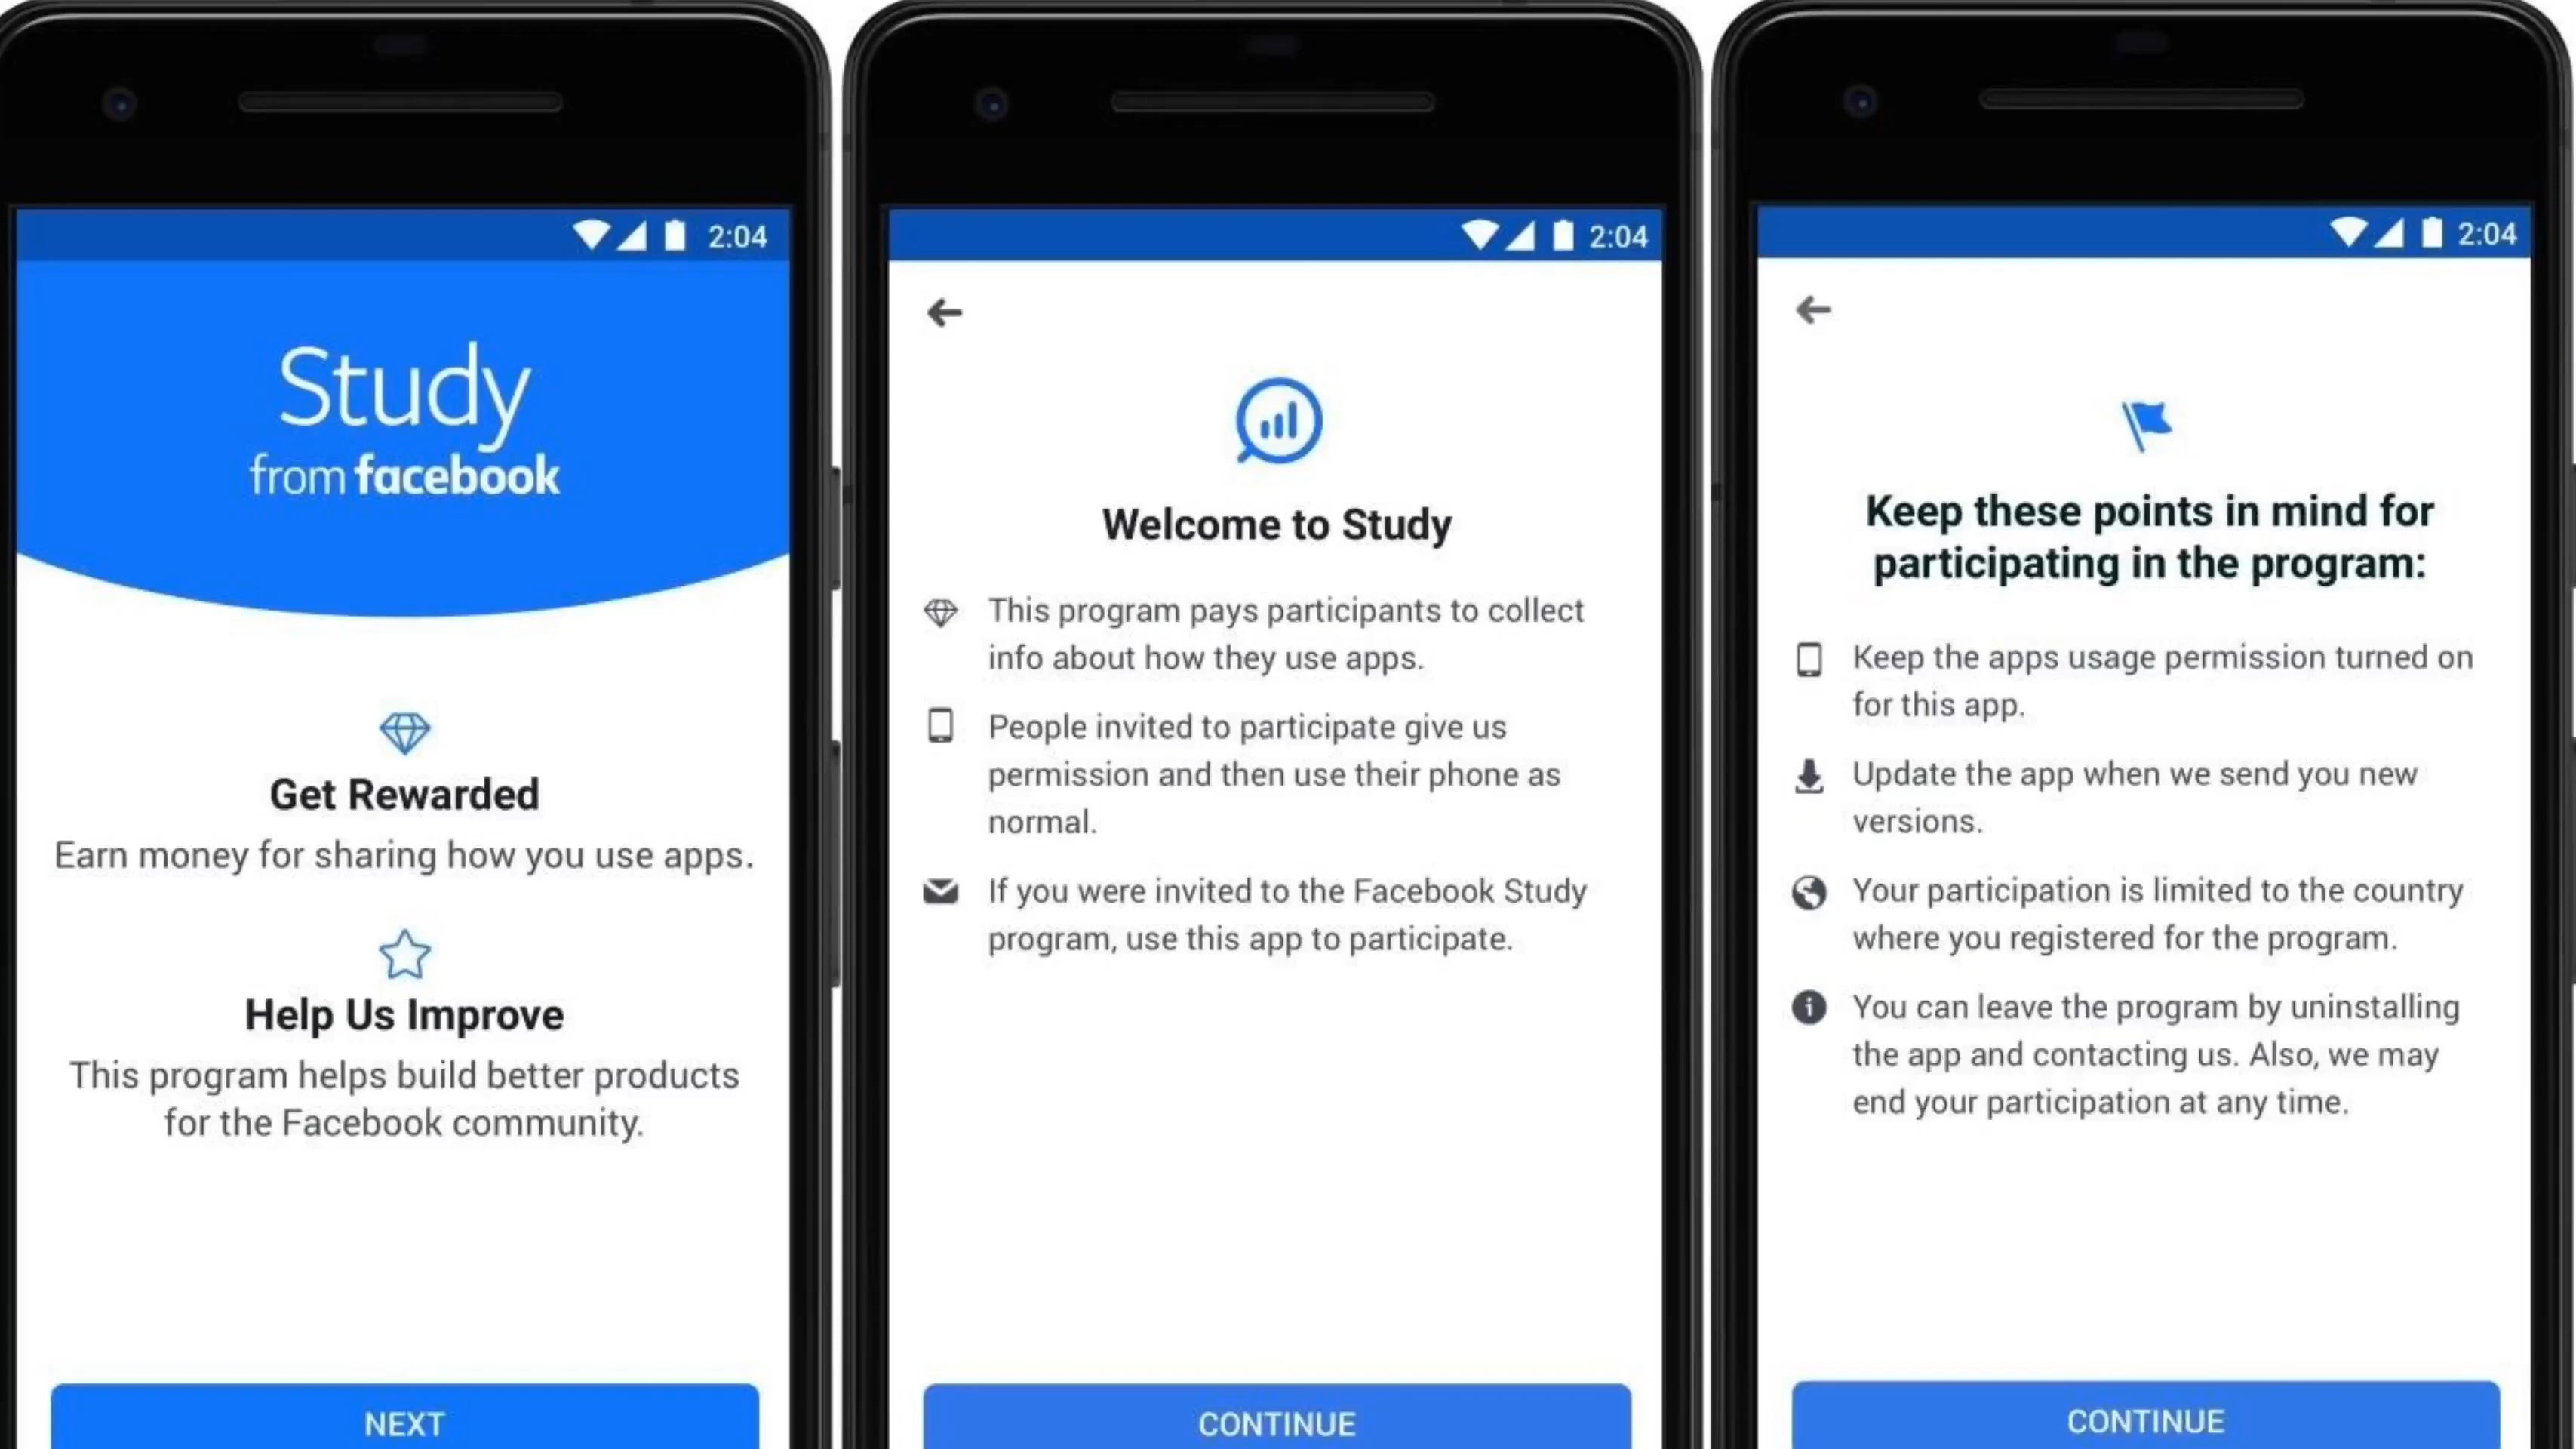 2:04
Study
from facebook
Get Rewarded
Earn money for sharing how you use apps.
Help Us Improve
This program helps build better products
for the Facebook community.
NEXT
2:04
Welcome to Study
This program pays participants to collect
info about how they use apps.
People invited to participate give us
permission and then use their phone as
normal.
If you were invited to the Facebook Study
program, use this app to participate.
CONTINUE
2:04
Keep these points in mind for
participating in the program:
Keep the apps usage permission turned on
for this app.
Update the app when we send you new
versions.
Your participation is limited to the country
where you registered for the program.
You can leave the program by uninstalling
the app and contacting us. Also, we may
end your participation at any time.
CONTINUE